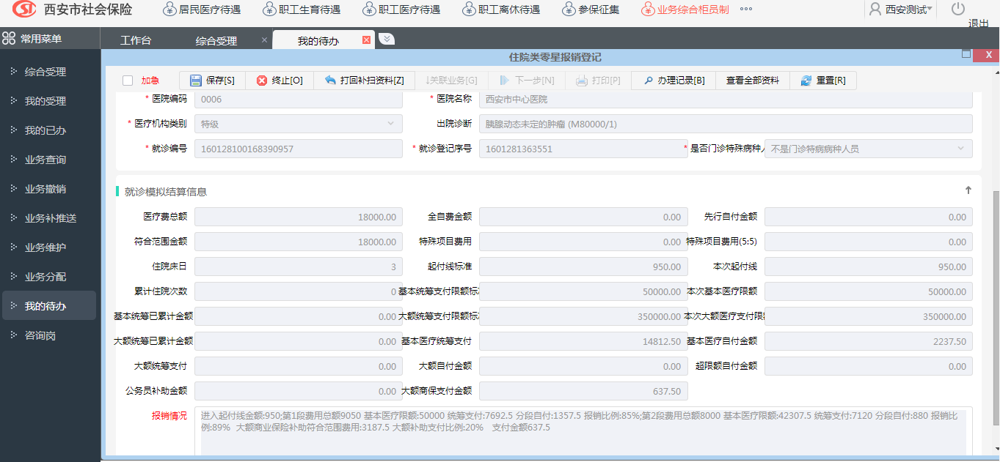 西安市社会保险 居民医疗待遇 职工生育待遇 职工医疗待遇 职工离休待遇 参保征集 业务综合柜员制 西安测试 退出
常用菜单 工作台 综合受理 我的待办
住院类零星报销登记 X
综合受理
我的受理
我的已办
业务查询
业务撤销
业务补推送
业务维护
业务分配
我的待办
咨询岗
加急 保存[S] 终止[O] 打回补扫资料[Z] 关联业务[G] 下一步[N] 打印[P] 办理记录[B] 查看全部资料 重置[R]
* 医院编码 0006 * 医院名称 西安市中心医院
* 医疗机构类别 特级 出院诊断 胰腺动态未定的肿瘤 (M80000/1)
* 就诊编号 160128100168390957 * 就诊登记序号 1601281363551 * 是否门诊特殊病种人 不是门诊特病病种人员
就诊模拟结算信息
医疗费总额 18000.00 全自费金额 0.00 先行自付金额 0.00
符合范围金额 18000.00 特殊项目费用 0.00 特殊项目费用(5:5) 0.00
住院床日 3 起付线标准 950.00 本次起付线 950.00
累计住院次数 0 基本统筹支付限额标 50000.00 本次基本医疗限额 50000.00
基本统筹已累计金额 0.00 大额统筹支付限额标 350000.00 本次大额医疗支付限 350000.00
大额统筹已累计金额 0.00 基本医疗统筹支付 14812.50 基本医疗自付金额 2237.50
大额统筹支付 0.00 大额自付金额 0.00 超限额自付金额 0.00
公务员补助金额 0.00 大额商保支付金额 637.50
报销情况 进入起付线金额:950;第1段费用总额9050 基本医疗限额:50000 统筹支付:7692.5 分段自付:1357.5 报销比例:85%;第2段费用总额8000 基本医疗限额:42307.5 统筹支付:7120 分段自付:880 报销比
例:89% 大额商业保险补助符合范围费用:3187.5 大额补助支付比例:20% 支付金额637.5